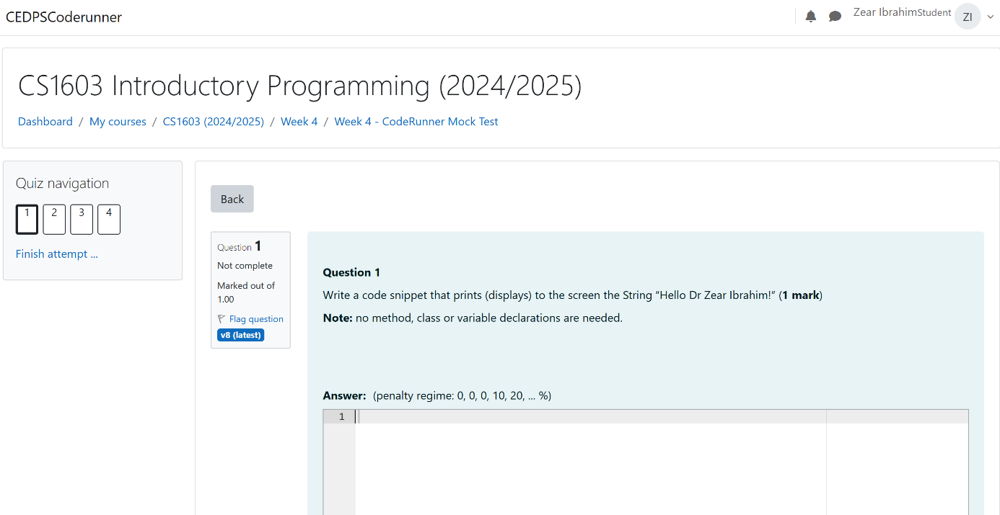 CEDPSCoderunner
Zear IbrahimStudent
ZI
CS1603 Introductory Programming (2024/2025)
Dashboard / My courses / CS1603 (2024/2025) / Week 4 / Week 4 - CodeRunner Mock Test
Quiz navigation
1 2 3 4
Finish attempt ...
Back
Question 1
Not complete
Marked out of
1.00
Flag question
v8 (latest)
Question 1
Write a code snippet that prints (displays) to the screen the String “Hello Dr Zear Ibrahim!” (1 mark)
Note: no method, class or variable declarations are needed.
Answer: (penalty regime: 0, 0, 0, 10, 20, ... %)
1